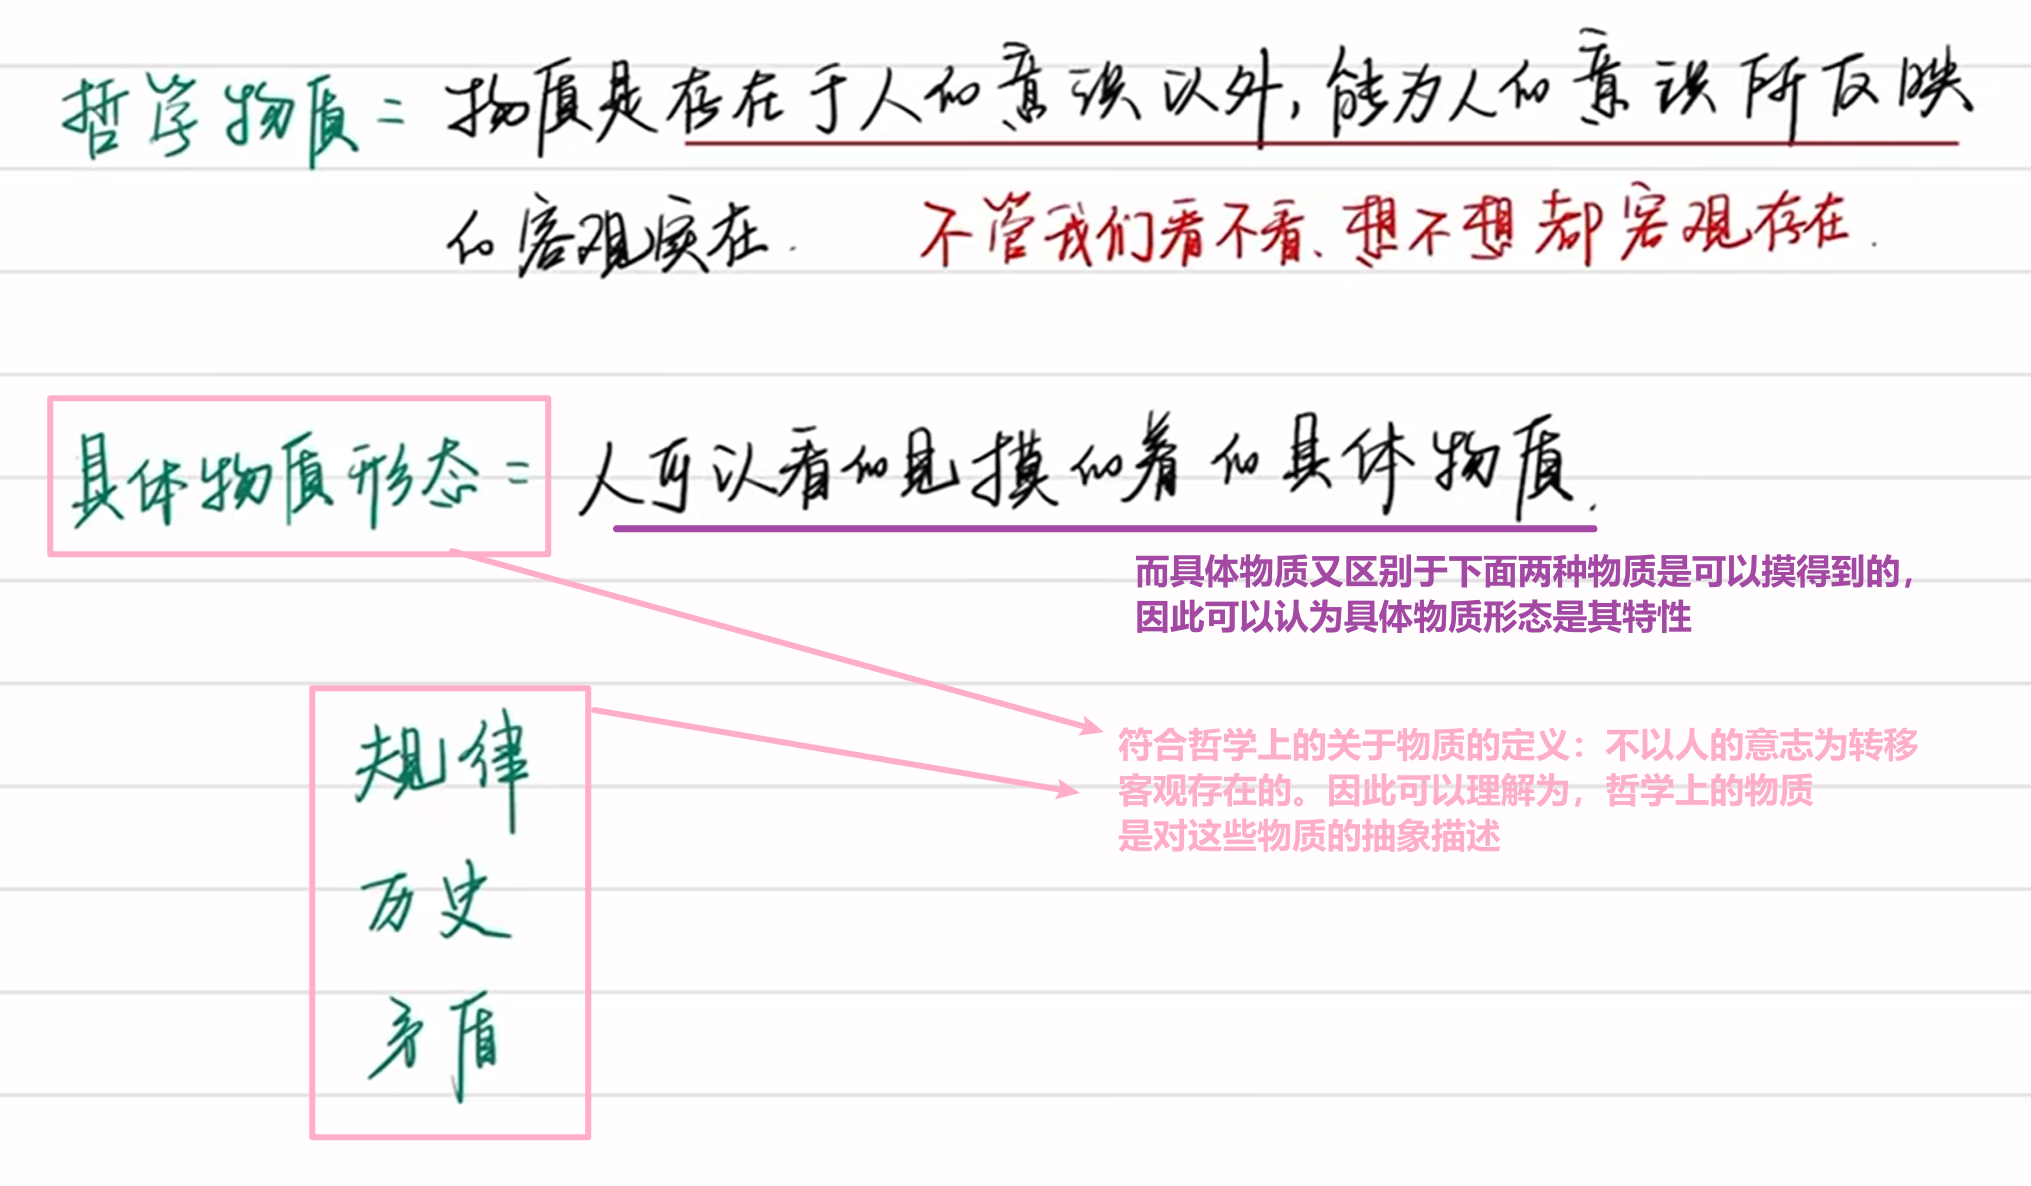 哲学物质 = 物质是存在于人的意识以外，能为人的意识所反映
的客观实在. 不管我们看不看、想不想都客观存在.
具体物质形态 = 人可以看的见摸的着的具体物质.
而具体物质又区别于下面两种物质是可以摸得到的，
因此可以认为具体物质形态是其特性
规律
符合哲学上的关于物质的定义：不以人的意志为转移
客观存在的。因此可以理解为，哲学上的物质
是对这些物质的抽象描述
历史
矛盾